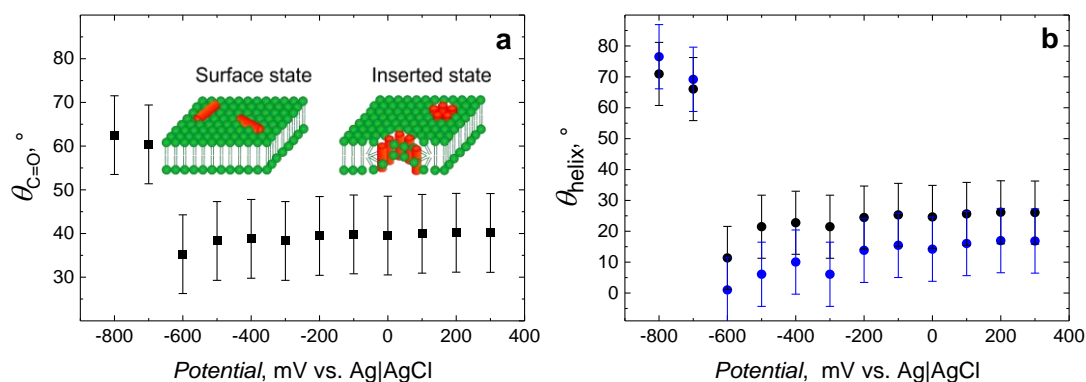 a
Surface state
Inserted state
θC=O, °
80
70
60
50
40
30
-800 -600 -400 -200 0 200
Potential, mV vs. Ag|AgCl
b
θhelix, °
80
70
60
50
40
30
20
10
0
-800 -600 -400 -200 0 200
Potential, mV vs. Ag|AgCl